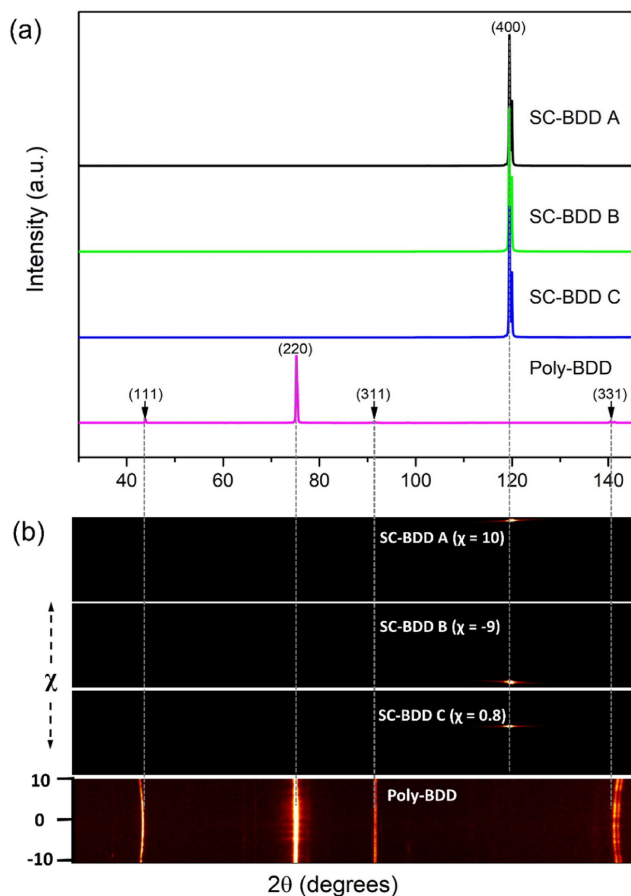 (a)
(400)
SC-BDD A
SC-BDD B
SC-BDD C
Poly-BDD
(220)
(111)
(311)
(331)
Intensity (a.u.)
40 60 80 100 120 140
(b)
SC-BDD A (χ = 10)
SC-BDD B (χ = -9)
χ
SC-BDD C (χ = 0.8)
10
Poly-BDD
0
-10
2θ (degrees)